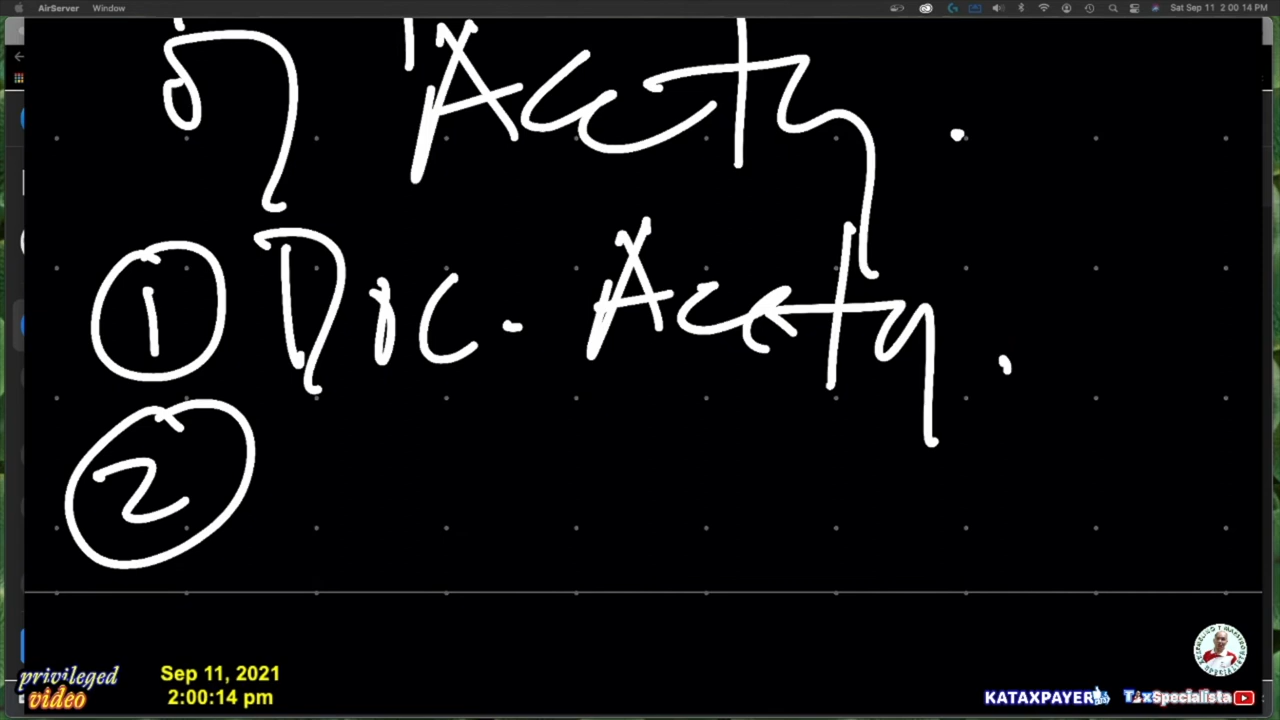 AirServer Window Sat Sep 11 2 00 14 PM
of Acctg.
① Doc. Acctg.
②
privileged video
Sep 11, 2021
2:00:14 pm
KATAXPAYER TaxSpecialista